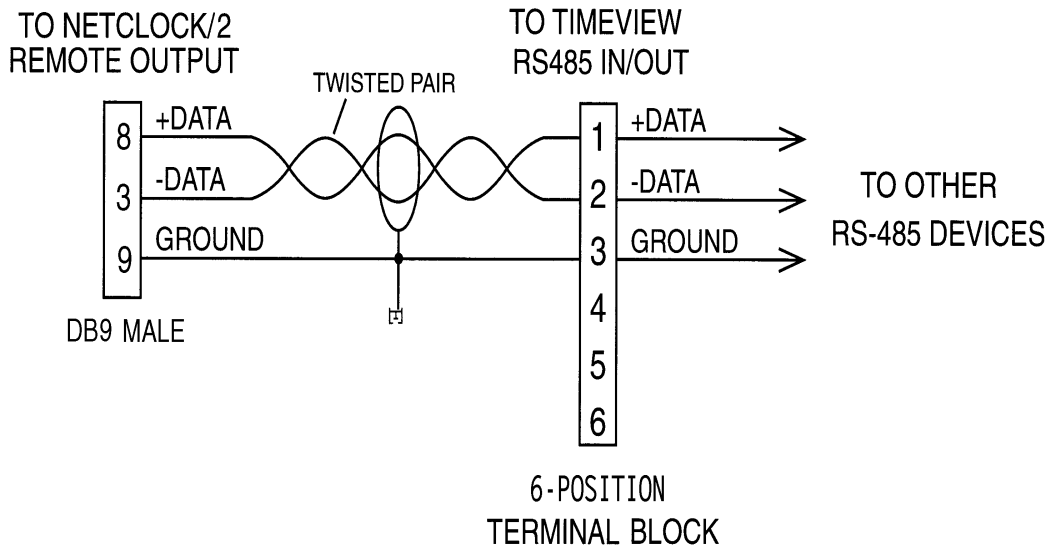 TO NETCLOCK/2
REMOTE OUTPUT
TO TIMEVIEW
RS485 IN/OUT
TWISTED PAIR
8
+DATA
1
+DATA
3
-DATA
2
-DATA
TO OTHER
RS-485 DEVICES
9
GROUND
3
GROUND
4
5
6
DB9 MALE
6-POSITION
TERMINAL BLOCK